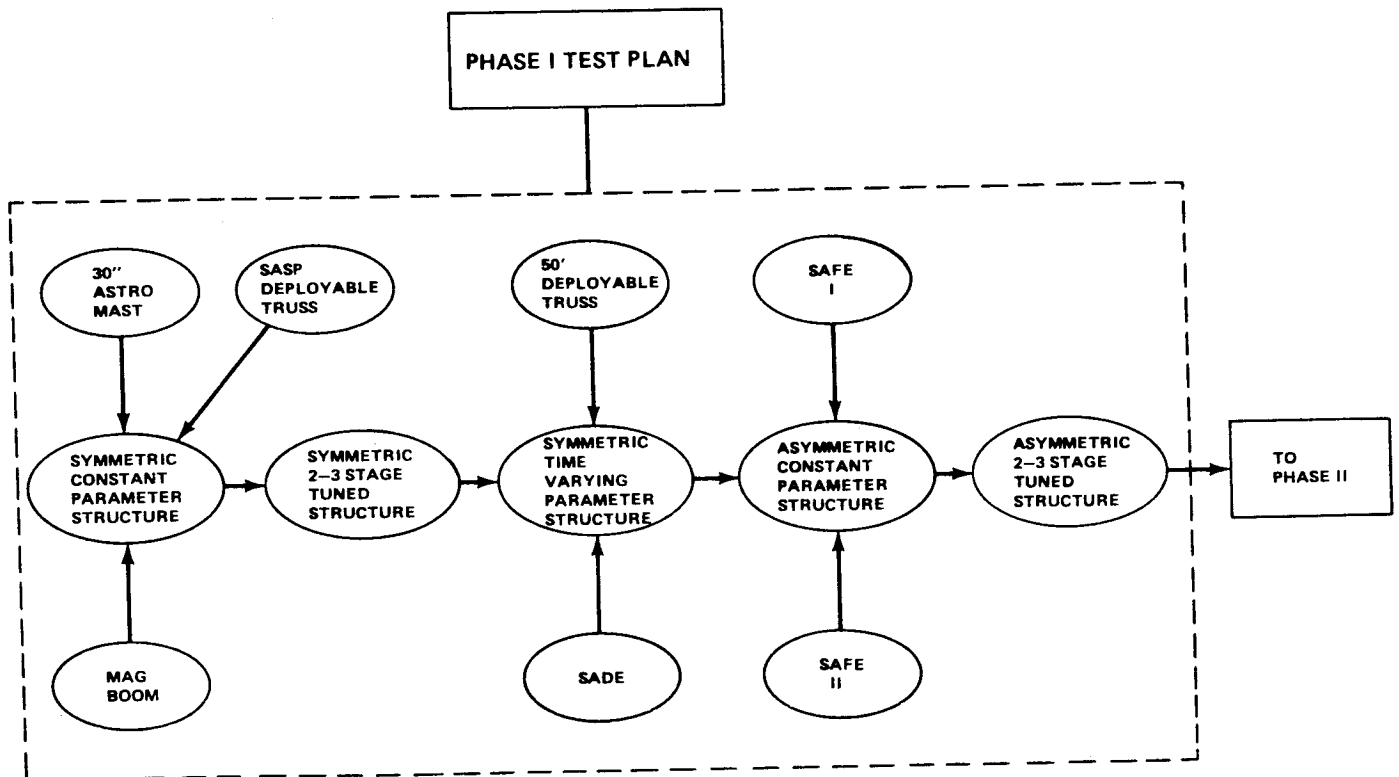 PHASE I TEST PLAN
30"
ASTRO
MAST
SASP
DEPLOYABLE
TRUSS
50'
DEPLOYABLE
TRUSS
SAFE
I
SYMMETRIC
CONSTANT
PARAMETER
STRUCTURE
SYMMETRIC
2–3 STAGE
TUNED
STRUCTURE
SYMMETRIC
TIME
VARYING
PARAMETER
STRUCTURE
ASYMMETRIC
CONSTANT
PARAMETER
STRUCTURE
ASYMMETRIC
2–3 STAGE
TUNED
STRUCTURE
TO
PHASE II
MAG
BOOM
SADE
SAFE
II